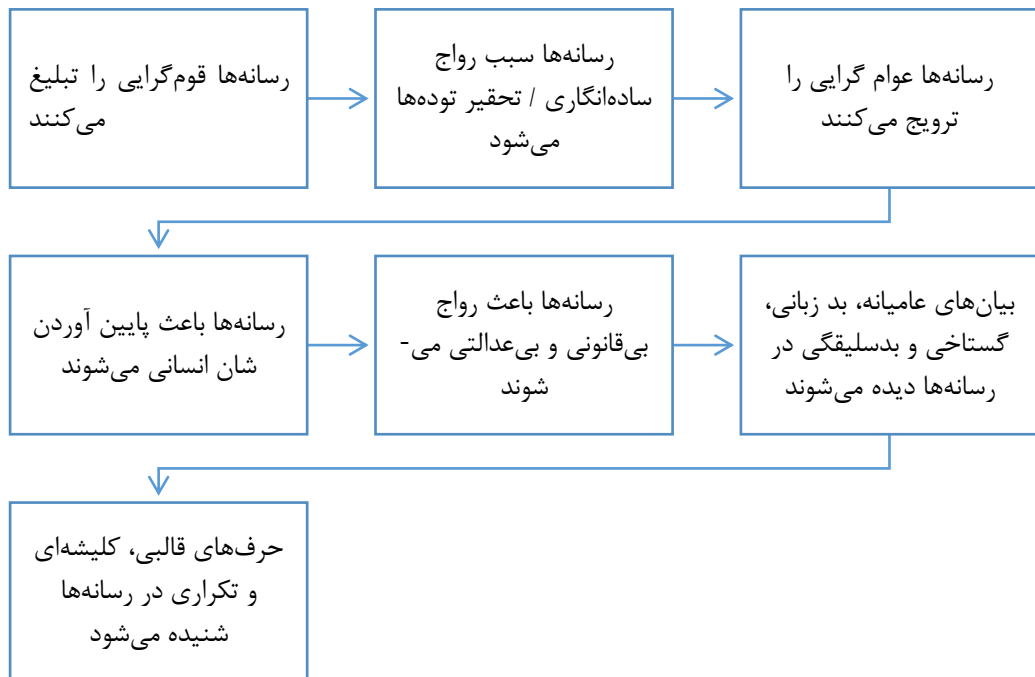 رسانه‌ها قوم‌گرایی را تبلیغ
می‌کنند
رسانه‌ها سبب رواج
ساده‌انگاری / تحقیر توده‌ها
می‌شود
رسانه‌ها عوام گرایی را
ترویج می‌کنند
رسانه‌ها باعث پایین آوردن
شان انسانی می‌شوند
رسانه‌ها باعث رواج
بی‌قانونی و بی‌عدالتی می-
شوند
بیان‌های عامیانه، بد زبانی،
گستاخی و بدسلیقگی در
رسانه‌ها دیده می‌شوند
حرف‌های قالبی، کلیشه‌ای
و تکراری در رسانه‌ها
شنیده می‌شود